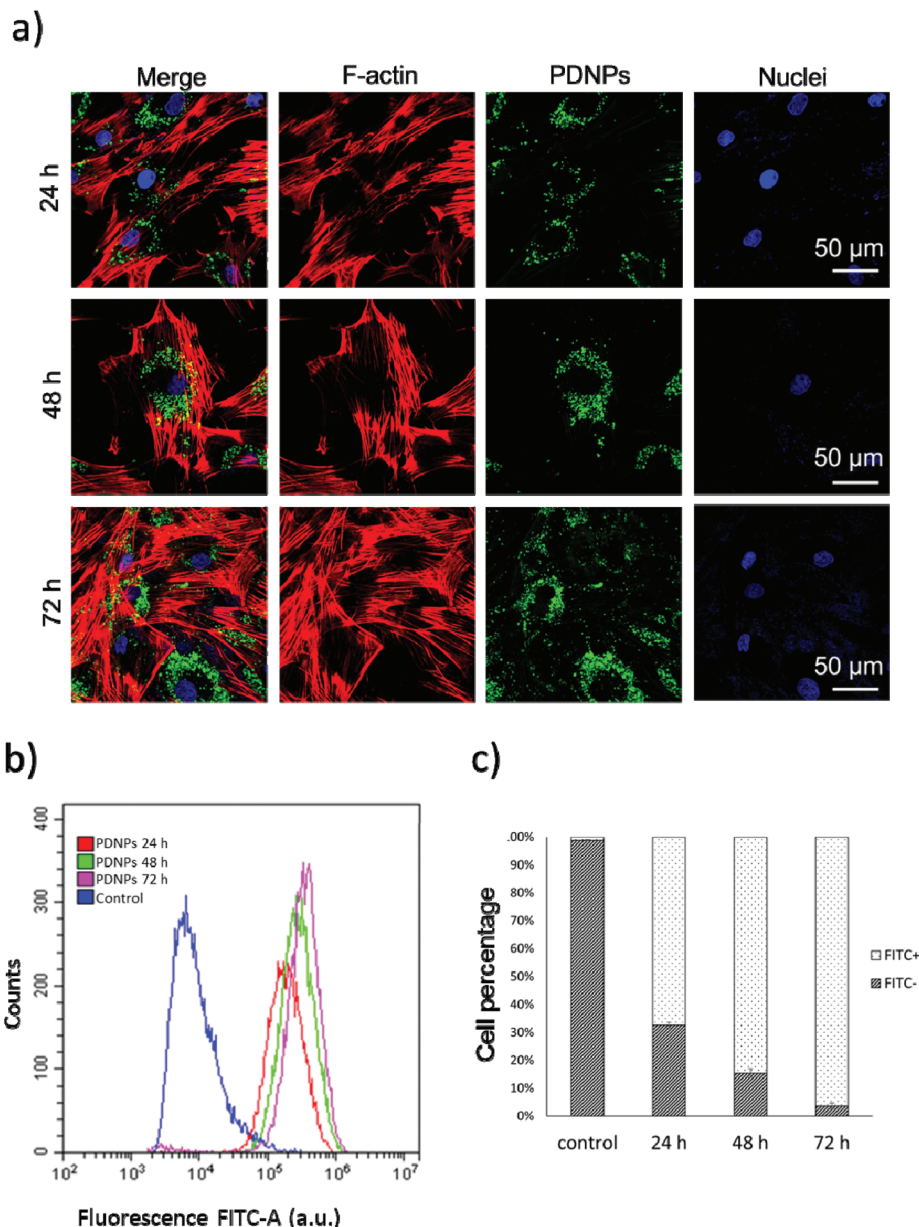 a)
Merge F-actin PDNPs Nuclei
24 h
50 µm
48 h
50 µm
72 h
50 µm
b)
400
300
200
100
0
Counts
PDNPs 24 h
PDNPs 48 h
PDNPs 72 h
Control
10² 10³ 10⁴ 10⁵ 10⁶ 10⁷
Fluorescence FITC-A (a.u.)
c)
100%
90%
80%
70%
60%
50%
40%
30%
20%
10%
0%
Cell percentage
control 24 h 48 h 72 h
FITC+
FITC-